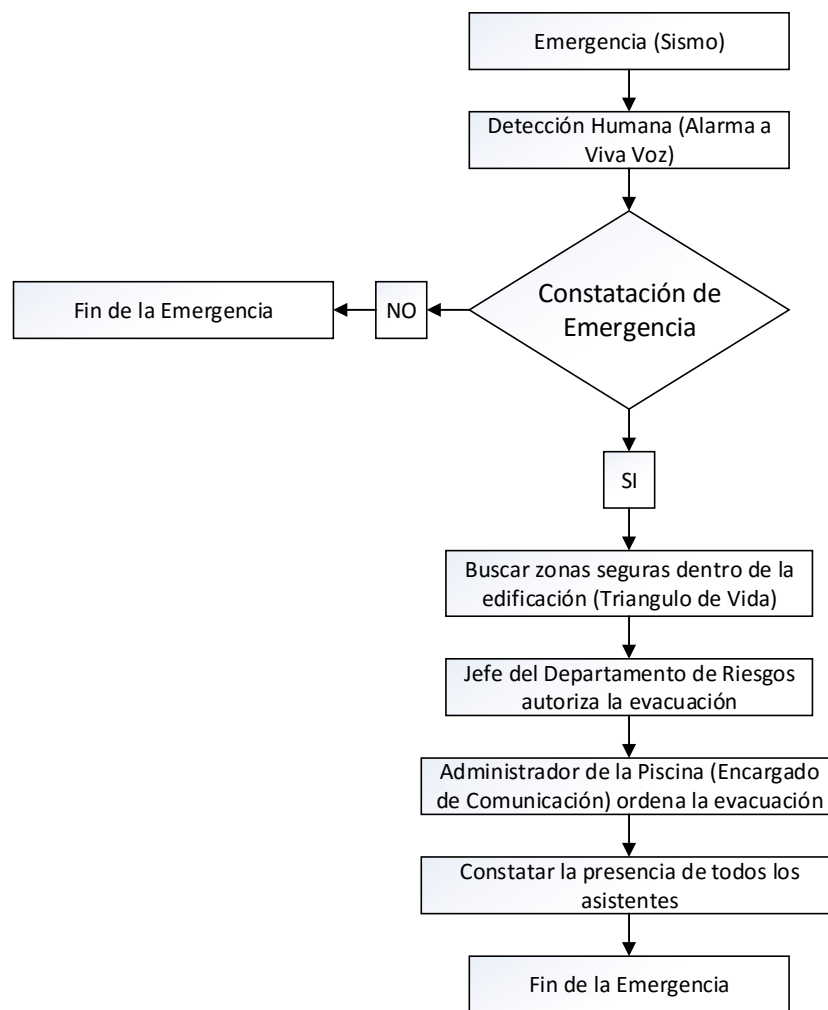 Emergencia (Sismo)
Detección Humana (Alarma a
Viva Voz)
Constatación de
Emergencia
NO
Fin de la Emergencia
SI
Buscar zonas seguras dentro de la
edificación (Triangulo de Vida)
Jefe del Departamento de Riesgos
autoriza la evacuación
Administrador de la Piscina (Encargado
de Comunicación) ordena la evacuación
Constatar la presencia de todos los
asistentes
Fin de la Emergencia